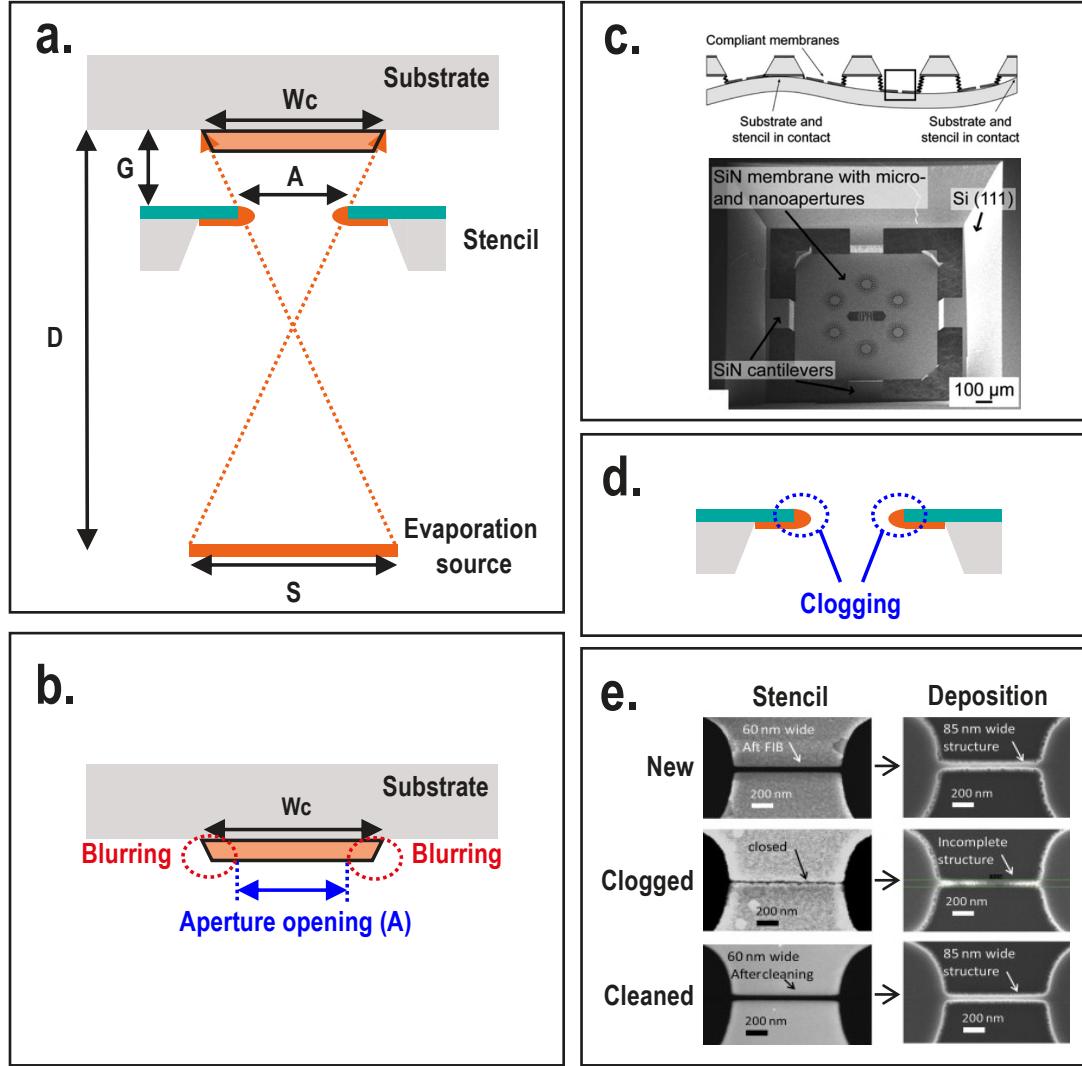 a.
Substrate
Wc
G
A
Stencil
D
Evaporation
source
S
b.
Substrate
Wc
Blurring
Blurring
Aperture opening (A)
c.
Compliant membranes
Substrate and
stencil in contact
Substrate and
stencil in contact
SiN membrane with micro-
and nanoapertures
Si (111)
SiN cantilevers
100 µm
d.
Clogging
e.
Stencil
Deposition
New
60 nm wide
Aft FIB
200 nm
85 nm wide
structure
200 nm
Clogged
closed
200 nm
Incomplete
structure
200 nm
Cleaned
60 nm wide
After cleaning
200 nm
85 nm wide
structure
200 nm